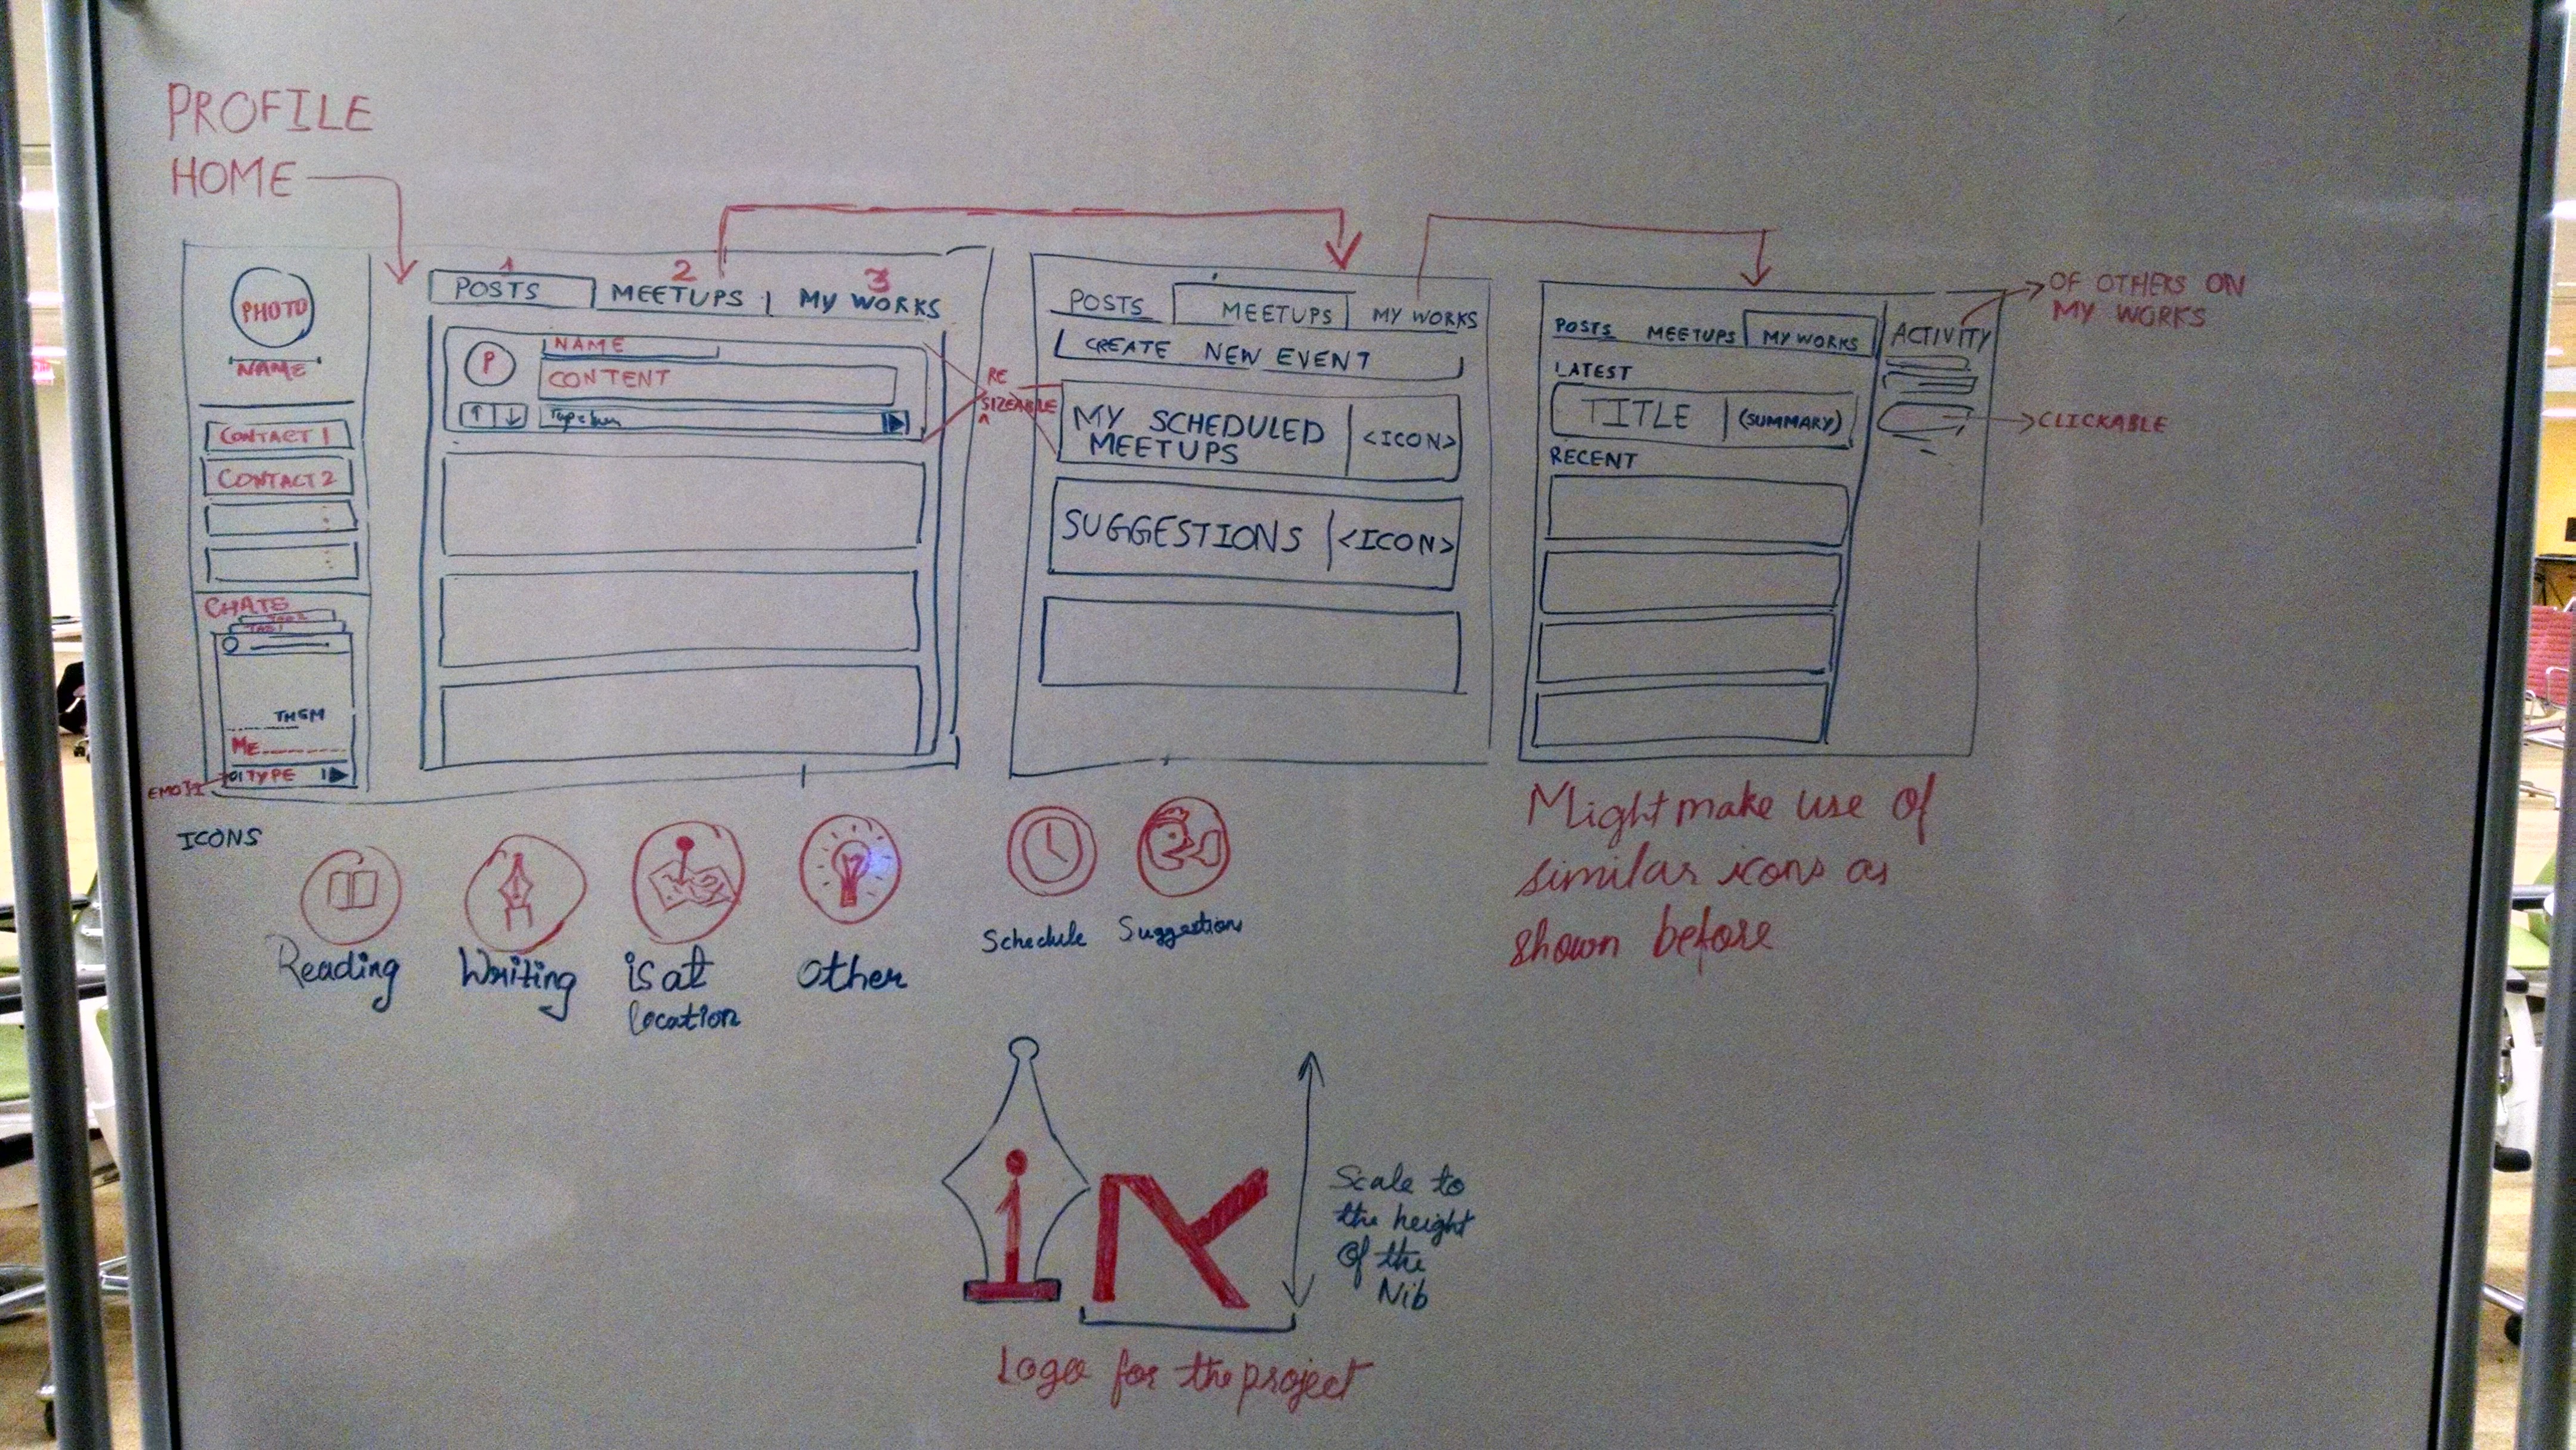 PROFILE
HOME
PHOTO
NAME
CONTACT 1
CONTACT 2
CHATS
TAB 2
TAB 1
THEM
ME
TYPE
EMOJI
1
2
3
POSTS
MEETUPS
MY WORKS
P
NAME
CONTENT
RE
SIZEABLE
POSTS
MEETUPS
MY WORKS
CREATE NEW EVENT
MY SCHEDULED
MEETUPS
<ICON>
SUGGESTIONS
<ICON>
POSTS
MEETUPS
MY WORKS
ACTIVITY
OF OTHERS ON
MY WORKS
LATEST
TITLE
(SUMMARY)
CLICKABLE
RECENT
ICONS
Reading
Writing
is at
location
Other
Schedule
Suggestions
Might make use of
similar icons as
shown before
Scale to
the height
of the
Nib
Logo for the project